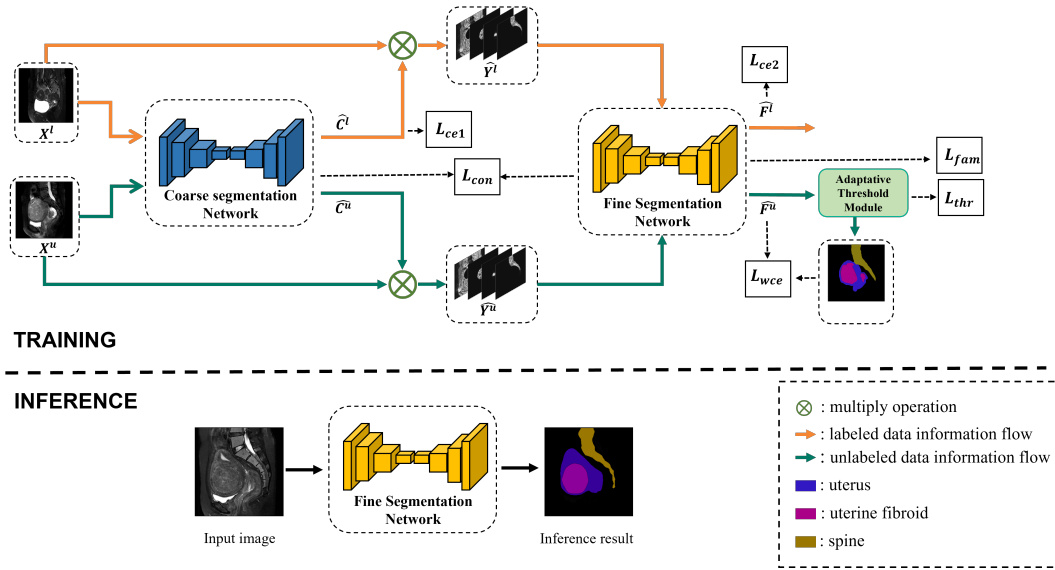 X^l
X^u
Coarse segmentation
Network
Ĉ^l
Ĉ^u
L_ce1
L_con
Ŷ^l
Ŷ^u
Fine Segmentation
Network
L_ce2
F̂^l
F̂^u
L_fam
Adaptative
Threshold
Module
L_thr
L_wce
TRAINING
INFERENCE
Fine Segmentation
Network
Input image
Inference result
: multiply operation
: labeled data information flow
: unlabeled data information flow
: uterus
: uterine fibroid
: spine